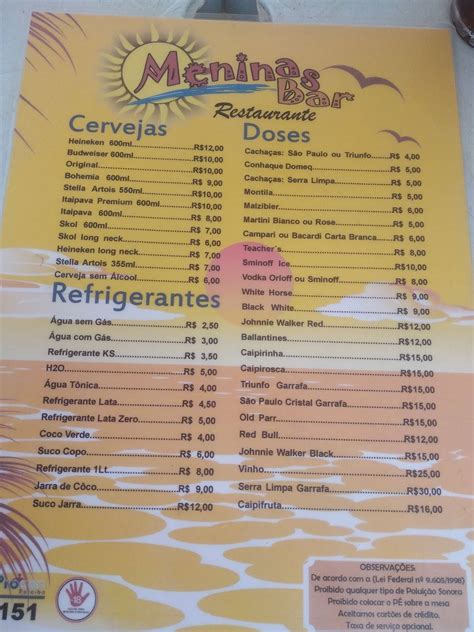 Meninas
Bar
Restaurante
Cervejas
Heineken 600ml...R$12,00
Budweiser 600ml...R$10,00
Original...R$10,00
Bohemia 600ml...R$ 9,00
Stella Artois 550ml...R$10,00
Itaipava Premium 600ml...R$10,00
Itaipava 600ml...R$ 8,00
Skol 600ml...R$ 7,00
Skol long neck...R$ 6,00
Heineken long neck...R$ 7,00
Stella Artois 355ml...R$ 7,00
Cerveja sem Álcool...R$ 6,00
Refrigerantes
Água sem Gás...R$ 2,50
Água com Gás...R$ 3,00
Refrigerante KS...R$ 3,50
H2O...R$ 5,00
Água Tônica...R$ 4,00
Refrigerante Lata...R$ 4,50
Refrigerante Lata Zero...R$ 5,00
Coco Verde...R$ 4,00
Suco Copo...R$ 6,00
Refrigerante 1Lt...R$ 8,00
Jarra de Côco...R$ 9,00
Suco Jarra...R$12,00
Doses
Cachaças: São Paulo ou Triunfo...R$ 4,00
Conhaque Domeq...R$ 5,00
Cachaças: Serra Limpa...R$ 5,00
Montila...R$ 5,00
Malzibier...R$ 6,00
Martini Bianco ou Rose...R$ 5,00
Campari ou Bacardi Carta Branca...R$ 6,00
Teacher´s...R$ 8,00
Sminoff Ice...R$10,00
Vodka Orloff ou Sminoff...R$ 8,00
White Horse...R$ 9,00
Black White...R$ 9,00
Johnnie Walker Red...R$12,00
Ballantines...R$12,00
Caipirinha...R$12,00
Caipirosca...R$15,00
Triunfo Garrafa...R$15,00
São Paulo Cristal Garrafa...R$20,00
Old Parr...R$15,00
Red Bull...R$12,00
Johnnie Walker Black...R$15,00
Vinho...R$25,00
Serra Limpa Garrafa...R$30,00
Caipifruta...R$16,00
151
18
OBSERVAÇÕES:
De acordo com a (Lei Federal nº 9.605/1998)
Proibido qualquer tipo de Poluição Sonora
Proibido colocar o PÉ sobre a mesa
Aceitamos cartões de crédito.
Taxa de serviço opcional.